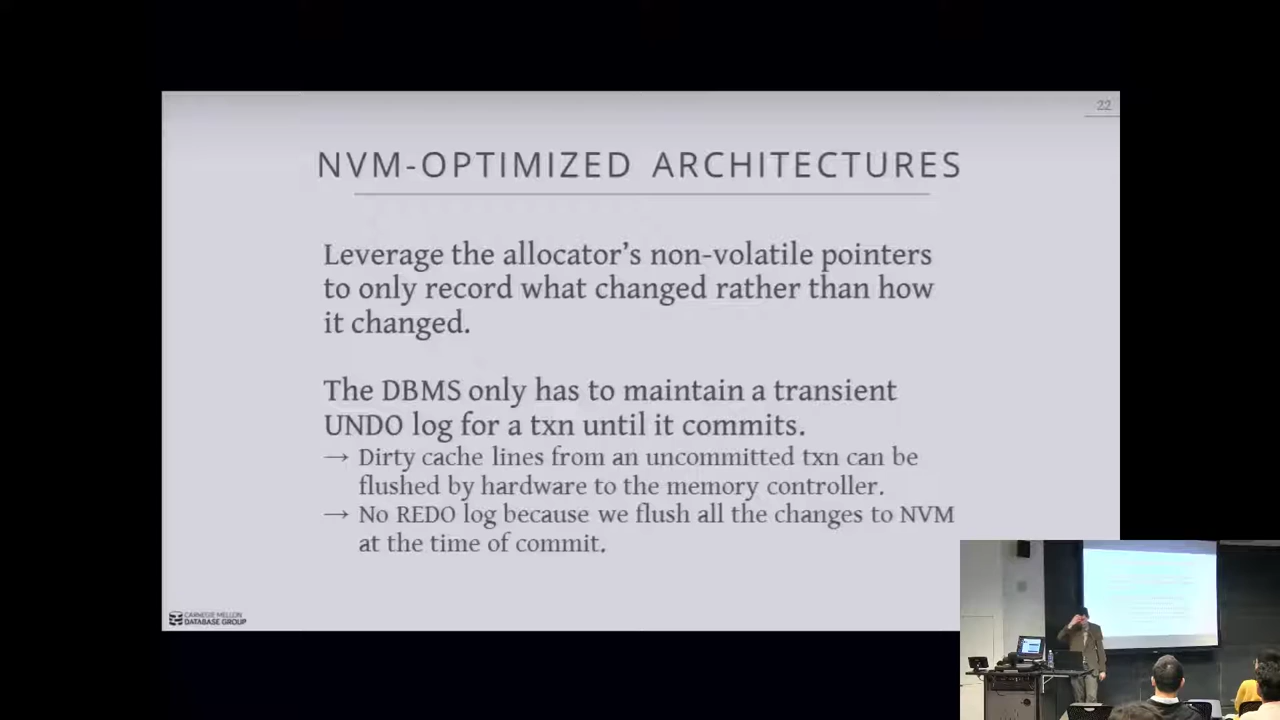 22
NVM-OPTIMIZED ARCHITECTURES
Leverage the allocator's non-volatile pointers
to only record what changed rather than how
it changed.
The DBMS only has to maintain a transient
UNDO log for a txn until it commits.
→ Dirty cache lines from an uncommitted txn can be
flushed by hardware to the memory controller.
→ No REDO log because we flush all the changes to NVM
at the time of commit.
CARNEGIE MELLON
DATABASE GROUP